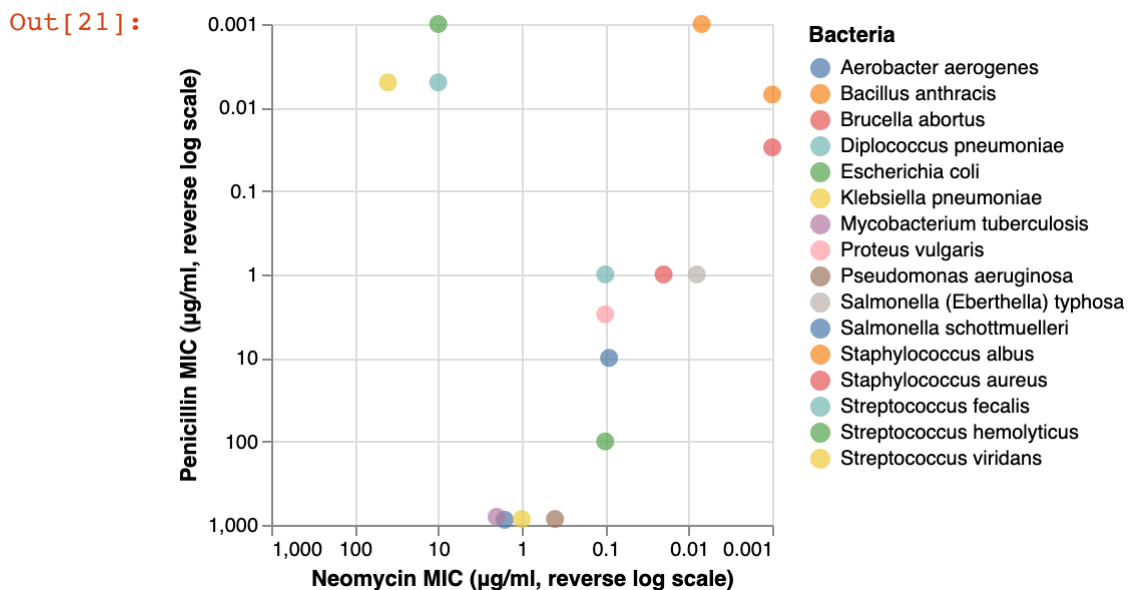 Out[21]:
0.001
0.01
0.1
1
10
100
1,000
Penicillin MIC (μg/ml, reverse log scale)
1,000 100 10 1 0.1 0.01 0.001
Neomycin MIC (μg/ml, reverse log scale)
Bacteria
Aerobacter aerogenes
Bacillus anthracis
Brucella abortus
Diplococcus pneumoniae
Escherichia coli
Klebsiella pneumoniae
Mycobacterium tuberculosis
Proteus vulgaris
Pseudomonas aeruginosa
Salmonella (Eberthella) typhosa
Salmonella schottmuelleri
Staphylococcus albus
Staphylococcus aureus
Streptococcus fecalis
Streptococcus hemolyticus
Streptococcus viridans